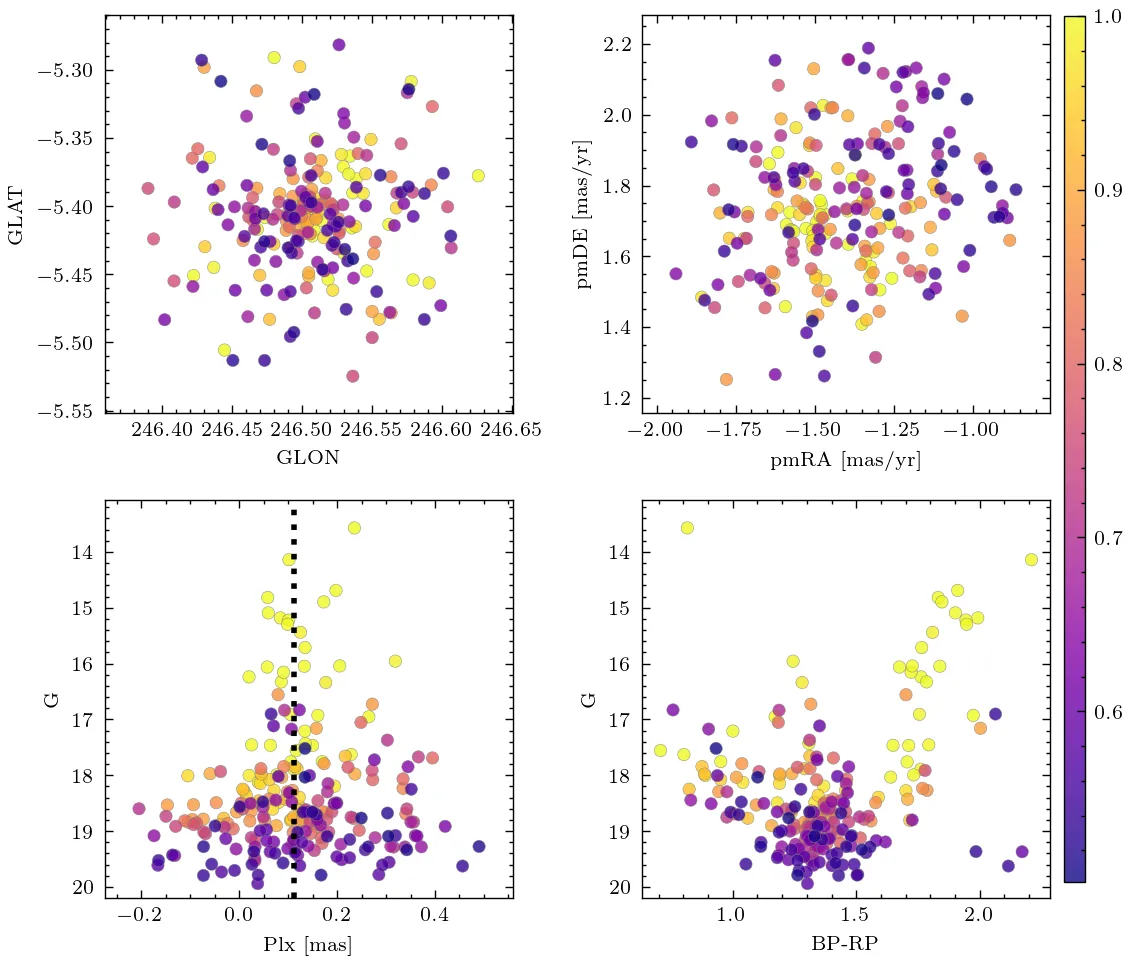 GLAT
−5.30
−5.35
−5.40
−5.45
−5.50
−5.55
246.40 246.45 246.50 246.55 246.60 246.65
GLON
pmDE [mas/yr]
2.2
2.0
1.8
1.6
1.4
1.2
−2.00 −1.75 −1.50 −1.25 −1.00
pmRA [mas/yr]
1.0
0.9
0.8
0.7
0.6
G
14
15
16
17
18
19
20
−0.2 0.0 0.2 0.4
Plx [mas]
G
14
15
16
17
18
19
20
1.0 1.5 2.0
BP-RP